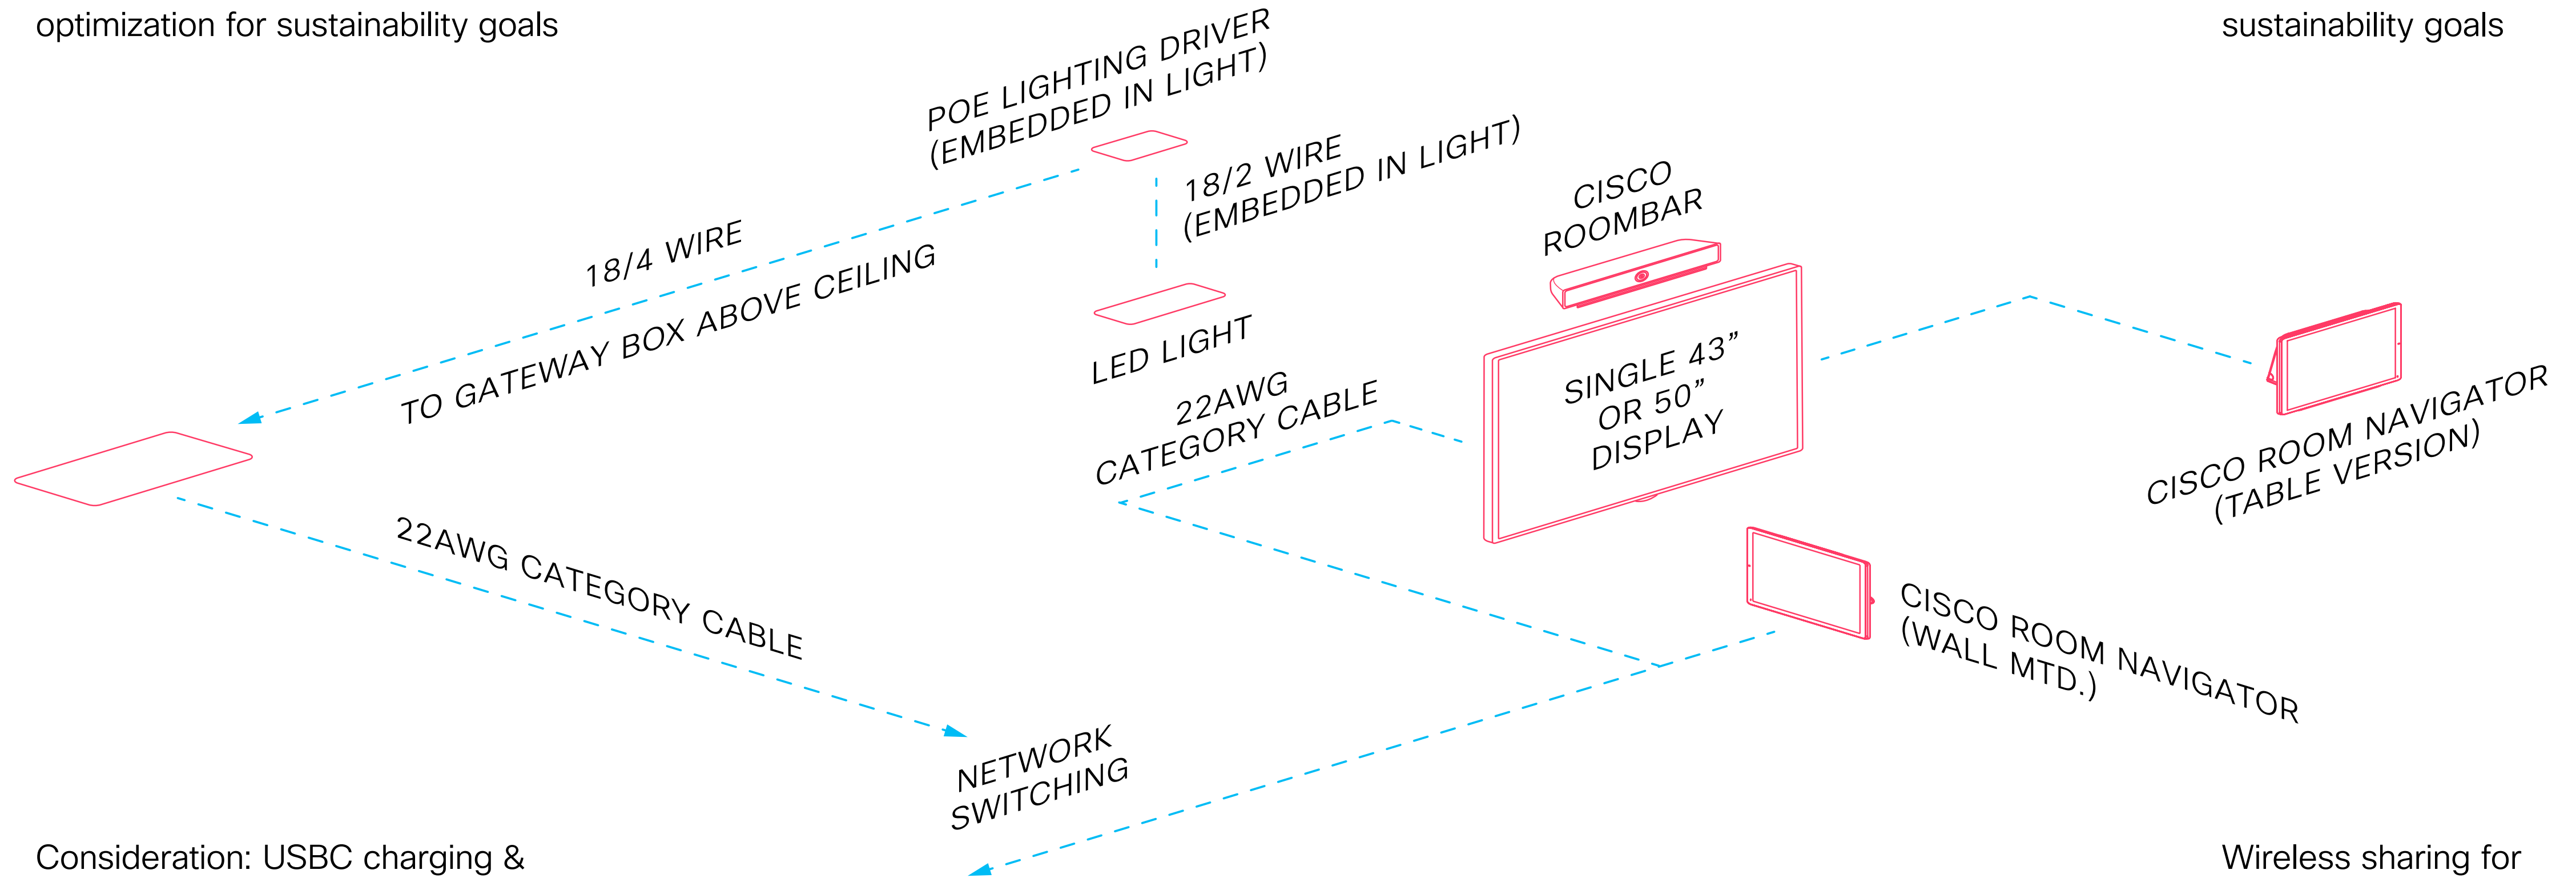 optimization for sustainability goals
sustainability goals
POE LIGHTING DRIVER
(EMBEDDED IN LIGHT)
18/2 WIRE
(EMBEDDED IN LIGHT)
CISCO
ROOMBAR
18/4 WIRE
TO GATEWAY BOX ABOVE CEILING
LED LIGHT
SINGLE 43”
OR 50”
DISPLAY
22AWG
CATEGORY CABLE
CISCO ROOM NAVIGATOR
(TABLE VERSION)
22AWG CATEGORY CABLE
CISCO ROOM NAVIGATOR
(WALL MTD.)
NETWORK
SWITCHING
Consideration: USBC charging &
Wireless sharing for